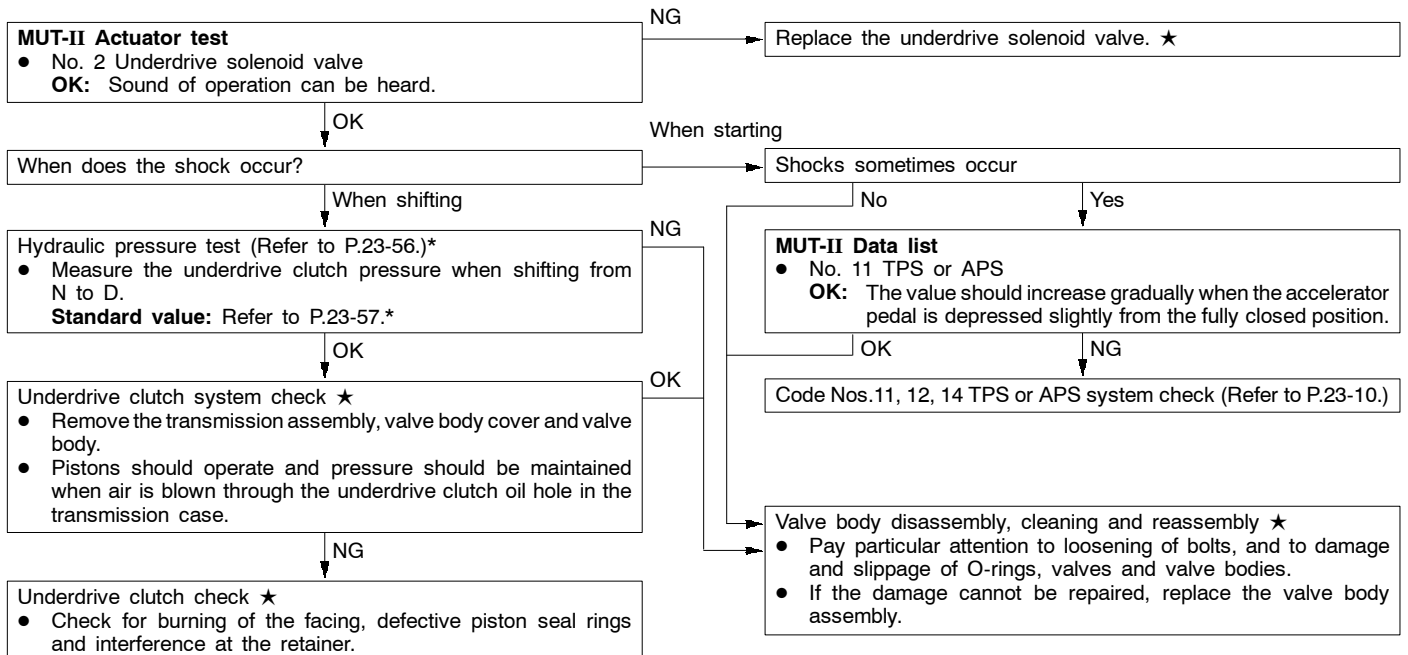 NG
MUT-II Actuator test
● No. 2 Underdrive solenoid valve
OK: Sound of operation can be heard.
Replace the underdrive solenoid valve. ★
OK
When starting
When does the shock occur?
Shocks sometimes occur
When shifting
No
Yes
NG
Hydraulic pressure test (Refer to P.23-56.)*
● Measure the underdrive clutch pressure when shifting from
N to D.
Standard value: Refer to P.23-57.*
MUT-II Data list
● No. 11 TPS or APS
OK: The value should increase gradually when the accelerator
pedal is depressed slightly from the fully closed position.
OK
OK
NG
OK
Underdrive clutch system check ★
● Remove the transmission assembly, valve body cover and valve
body.
● Pistons should operate and pressure should be maintained
when air is blown through the underdrive clutch oil hole in the
transmission case.
Code Nos.11, 12, 14 TPS or APS system check (Refer to P.23-10.)
NG
Valve body disassembly, cleaning and reassembly ★
● Pay particular attention to loosening of bolts, and to damage
and slippage of O-rings, valves and valve bodies.
● If the damage cannot be repaired, replace the valve body
assembly.
Underdrive clutch check ★
● Check for burning of the facing, defective piston seal rings
and interference at the retainer.